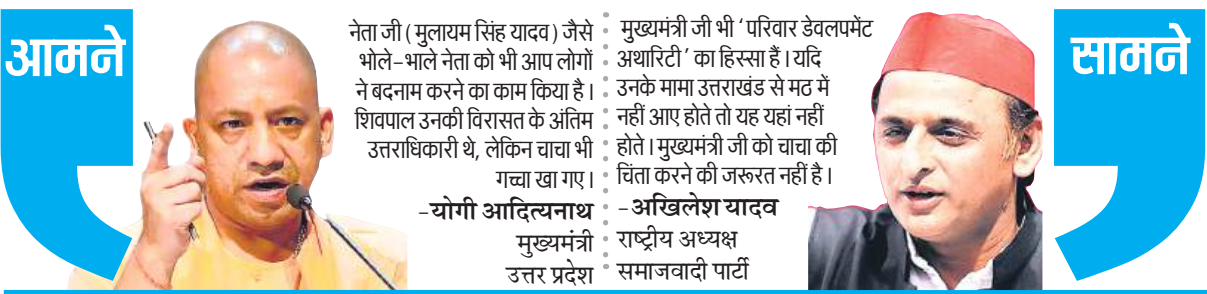 आमने
नेता जी ( मुलायम सिंह यादव ) जैसे
भोले-भाले नेता को भी आप लोगों
ने बदनाम करने का काम किया है ।
शिवपाल उनकी विरासत के अंतिम
उत्तराधिकारी थे, लेकिन चाचा भी
गच्चा खा गए ।
-योगी आदित्यनाथ
मुख्यमंत्री
उत्तर प्रदेश
मुख्यमंत्री जी भी ‘ परिवार डेवलपमेंट
अथारिटी ’ का हिस्सा हैं । यदि
उनके मामा उत्तराखंड से मठ में
नहीं आए होते तो यह यहां नहीं
होते । मुख्यमंत्री जी को चाचा की
चिंता करने की जरूरत नहीं है ।
-अखिलेश यादव
राष्ट्रीय अध्यक्ष
समाजवादी पार्टी
सामने